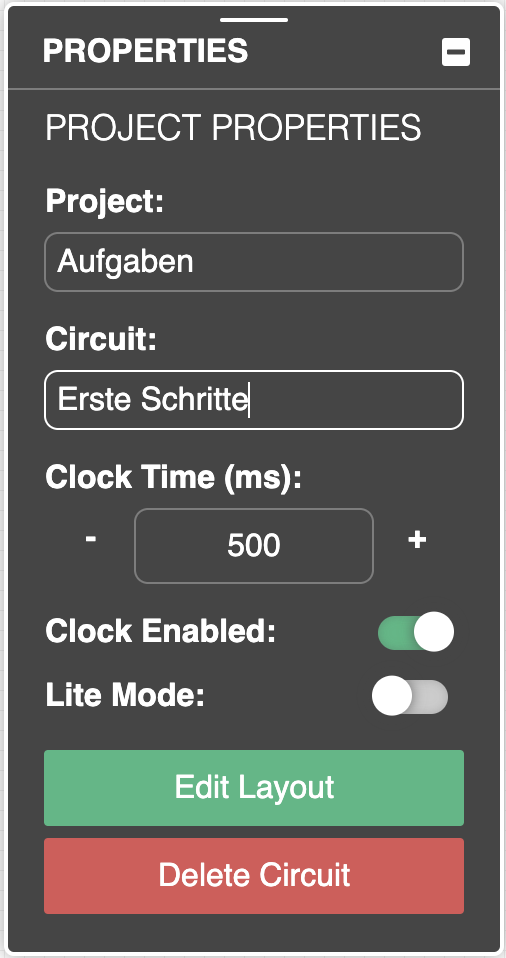 PROPERTIES
PROJECT PROPERTIES
Project:
Aufgaben
Circuit:
Erste Schritte
Clock Time (ms):
- 500 +
Clock Enabled:
Lite Mode:
Edit Layout
Delete Circuit